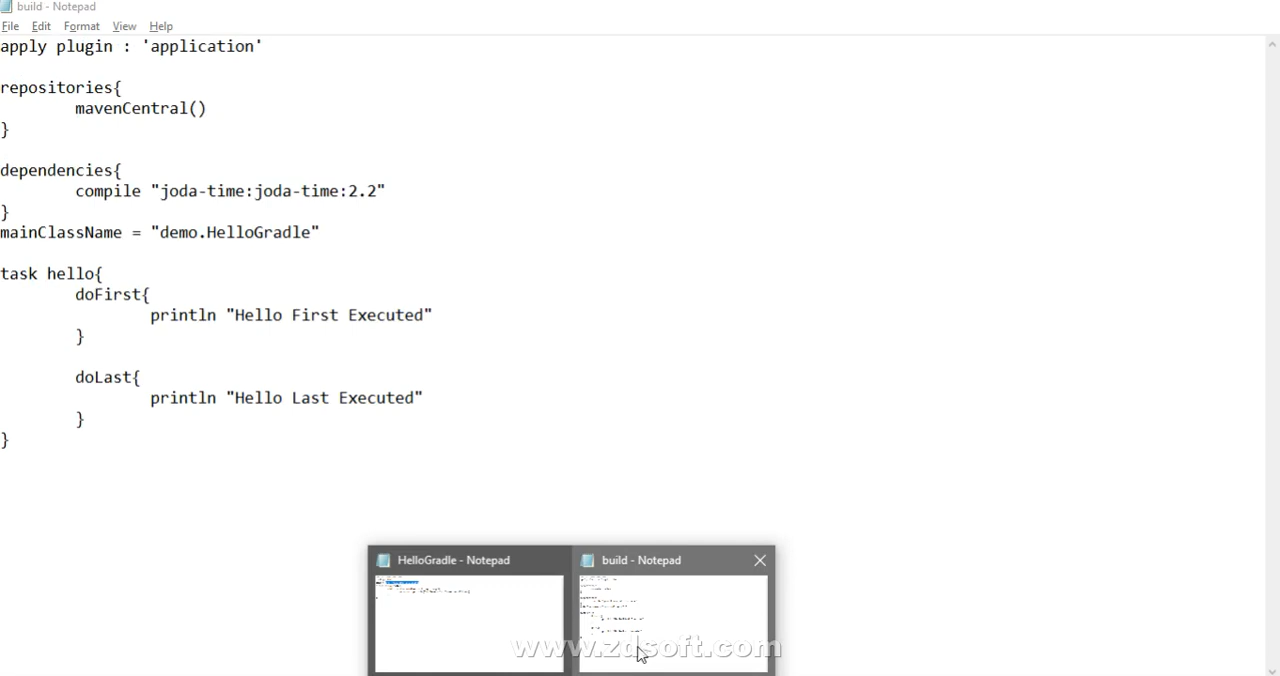 build - Notepad
File Edit Format View Help
apply plugin : 'application'
repositories{
mavenCentral()
}
dependencies{
compile "joda-time:joda-time:2.2"
}
mainClassName = "demo.HelloGradle"
task hello{
doFirst{
println "Hello First Executed"
}
doLast{
println "Hello Last Executed"
}
}
HelloGradle - Notepad
build - Notepad
www.zdsoft.com